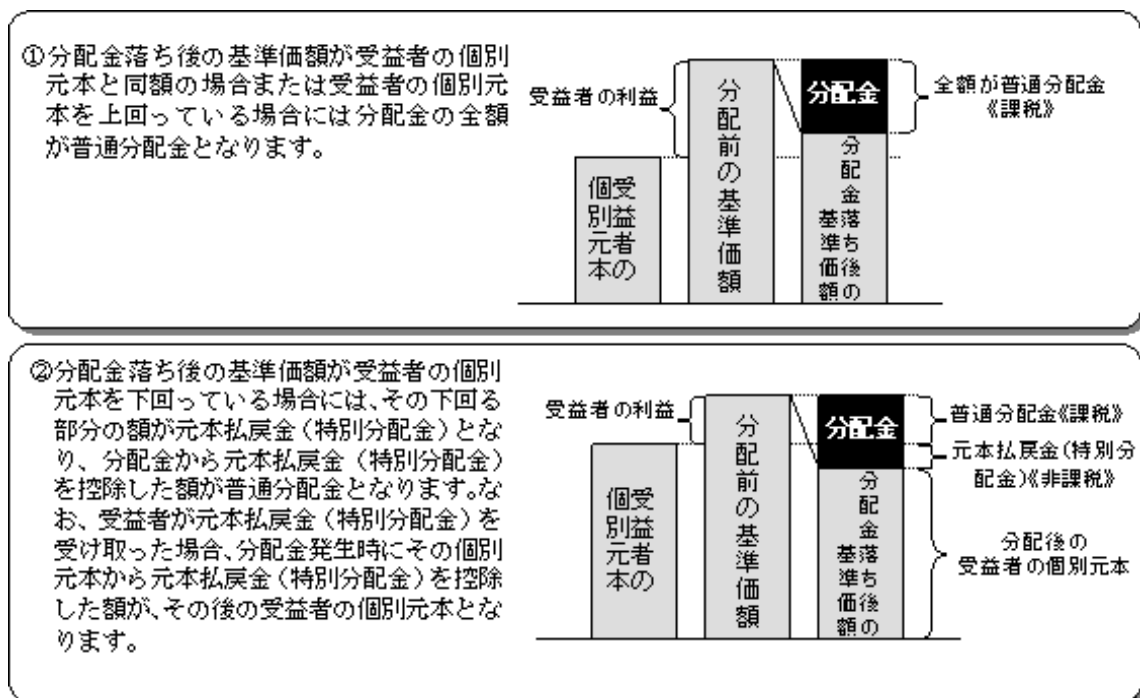 ①分配金落ち後の基準価額が受益者の個別
元本と同額の場合または受益者の個別元
本を上回っている場合には分配金の全額
が普通分配金となります。
受益者の利益
受益者の
個別元本
分配前の基準価額
分配金
分配金落ち後の
基準価額
全額が普通分配金
《課税》
②分配金落ち後の基準価額が受益者の個別
元本を下回っている場合には、その下回る
部分の額が元本払戻金(特別分配金)とな
り、分配金から元本払戻金(特別分配金)
を控除した額が普通分配金となります。な
お、受益者が元本払戻金(特別分配金)を
受け取った場合、分配金発生時にその個別
元本から元本払戻金(特別分配金)を控除
した額が、その後の受益者の個別元本とな
ります。
受益者の利益
受益者の
個別元本
分配前の基準価額
分配金
分配金落ち後の
基準価額
普通分配金《課税》
元本払戻金(特別分
配金)《非課税》
分配後の
受益者の個別元本